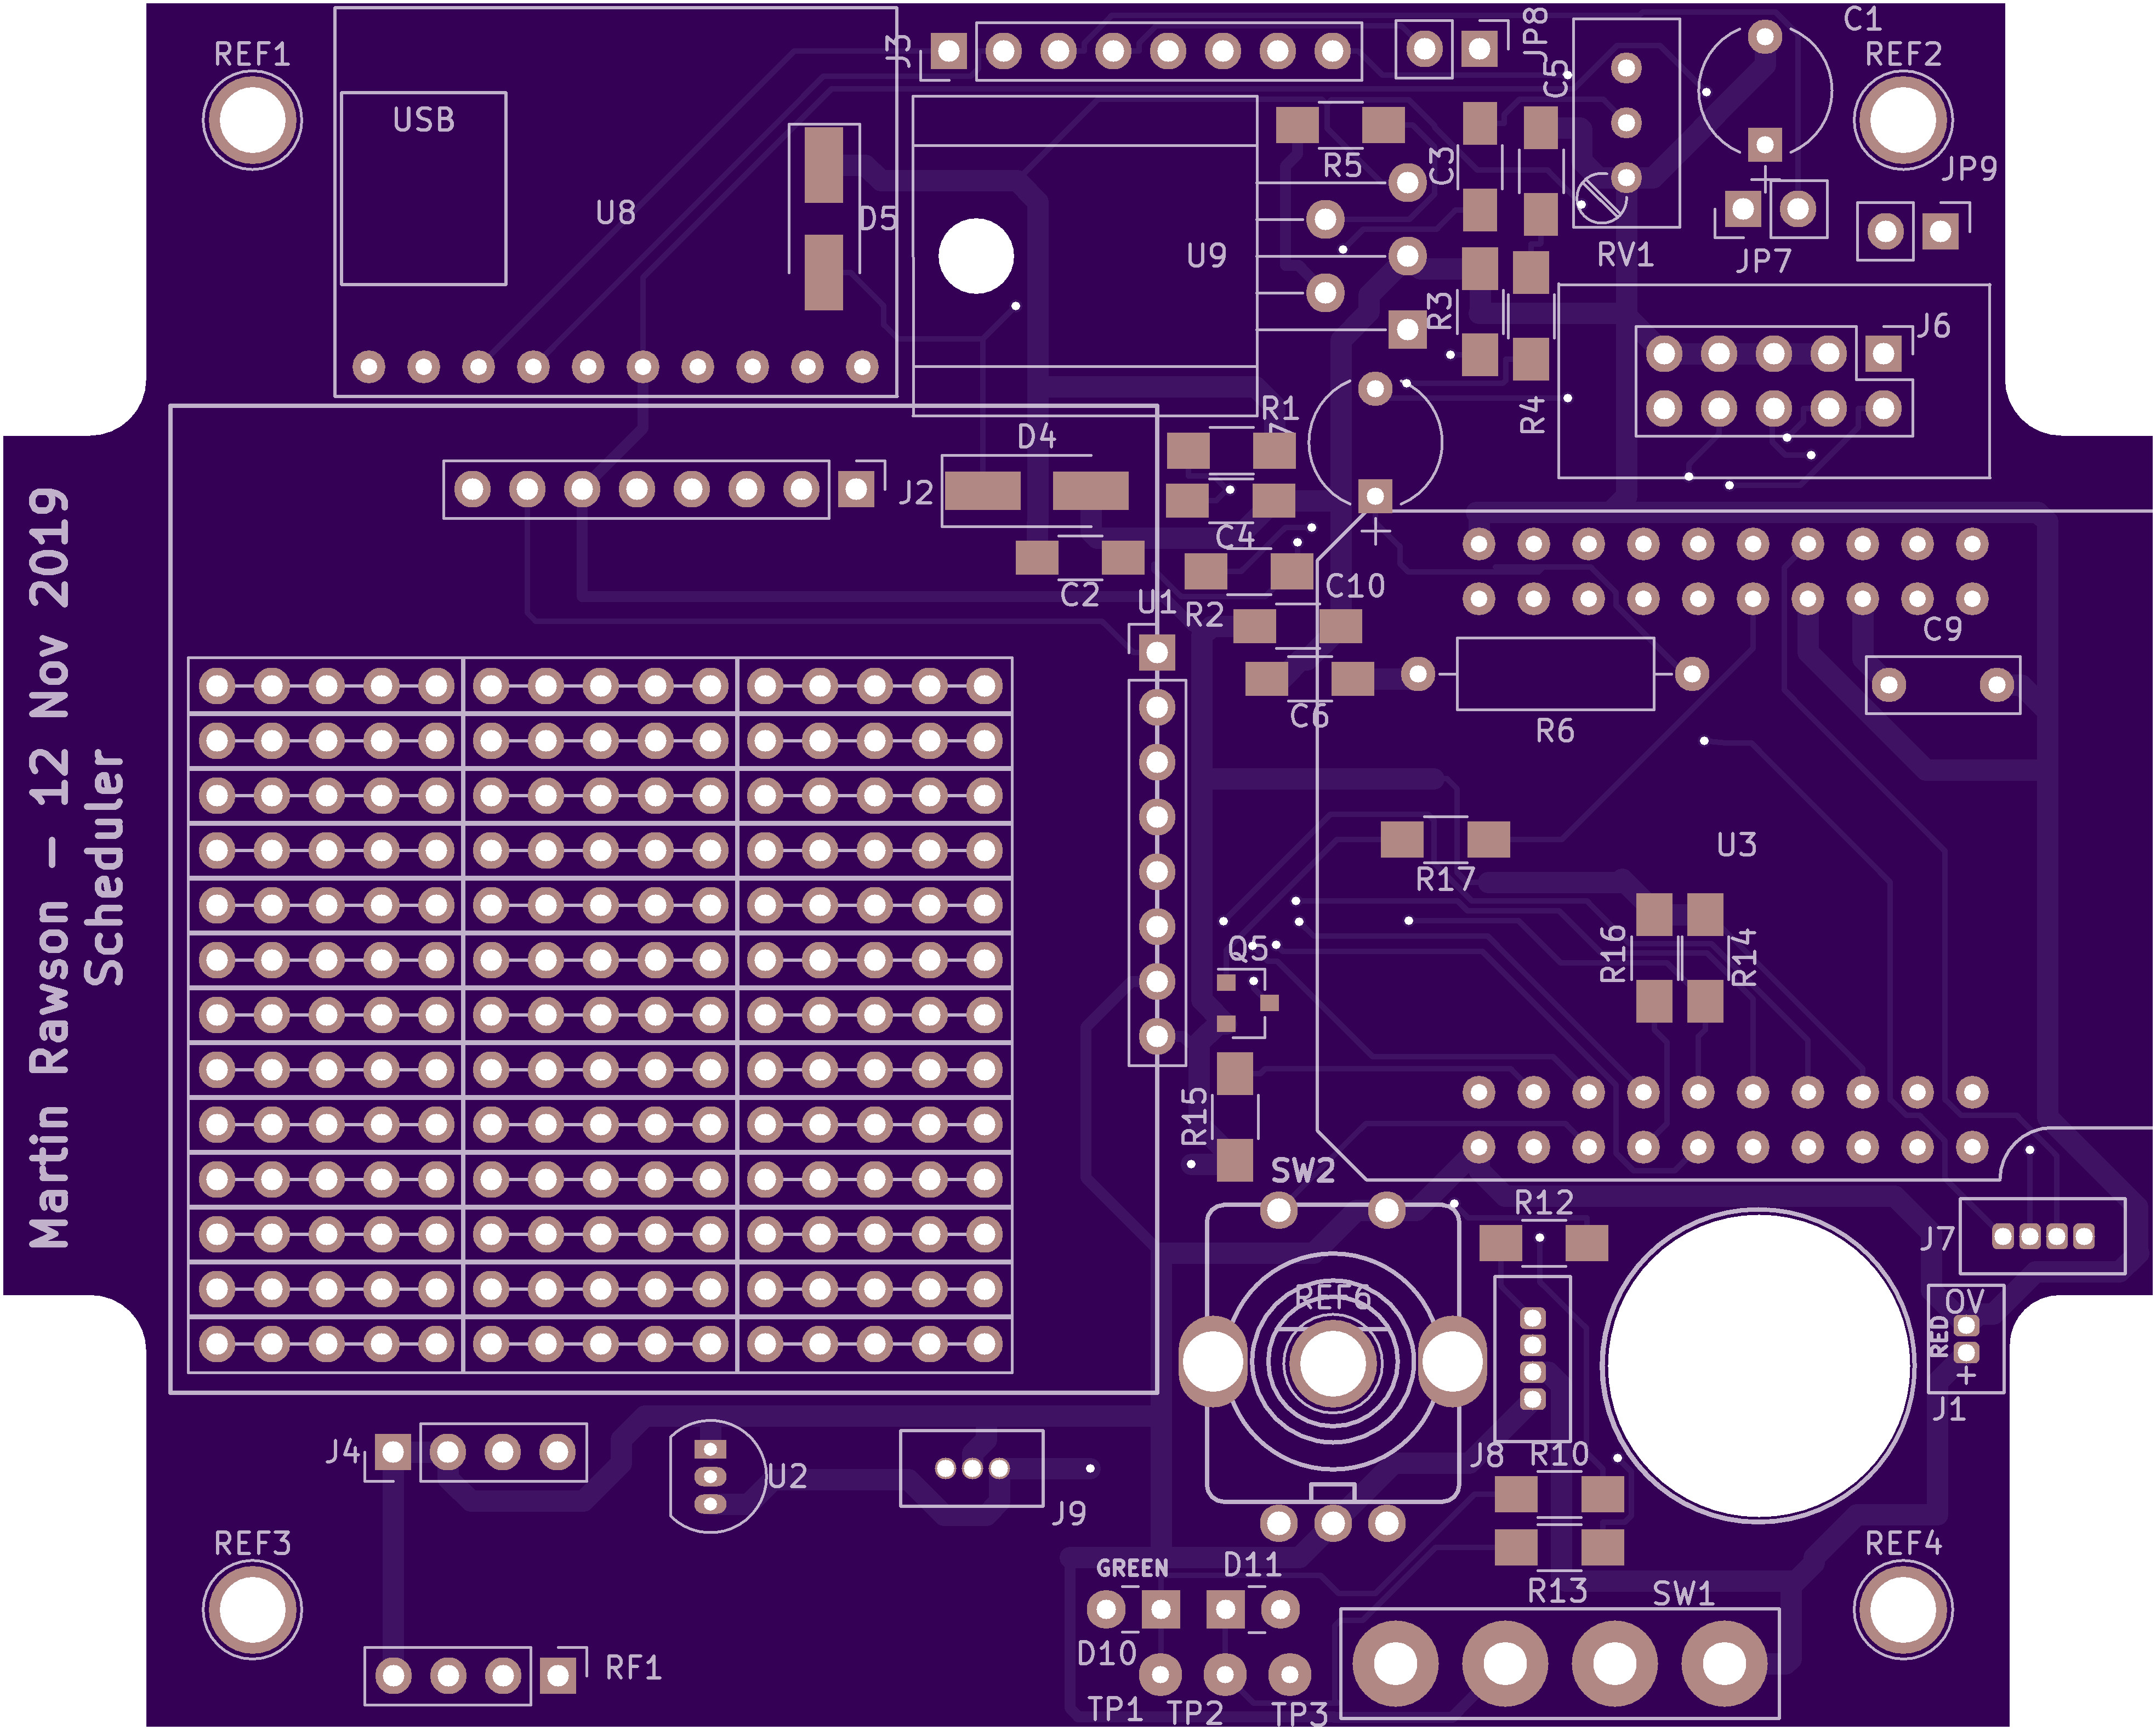 REF1
USB
U8
D5
J3
JP8
C1
REF2
C5
R5
C3
JP9
U9
RV1
JP7
R3
J6
R4
R1
D4
J2
C4
C2
U1
R2
C10
C9
C6
R6
Martin Rawson - 12 Nov 2019
Scheduler
U3
R17
Q5
R16
R14
R15
SW2
R12
J7
REF6
0V
RED
+
J1
J4
U2
J9
J8
R10
REF3
GREEN
D11
R13
SW1
REF4
D10
RF1
TP1
TP2
TP3